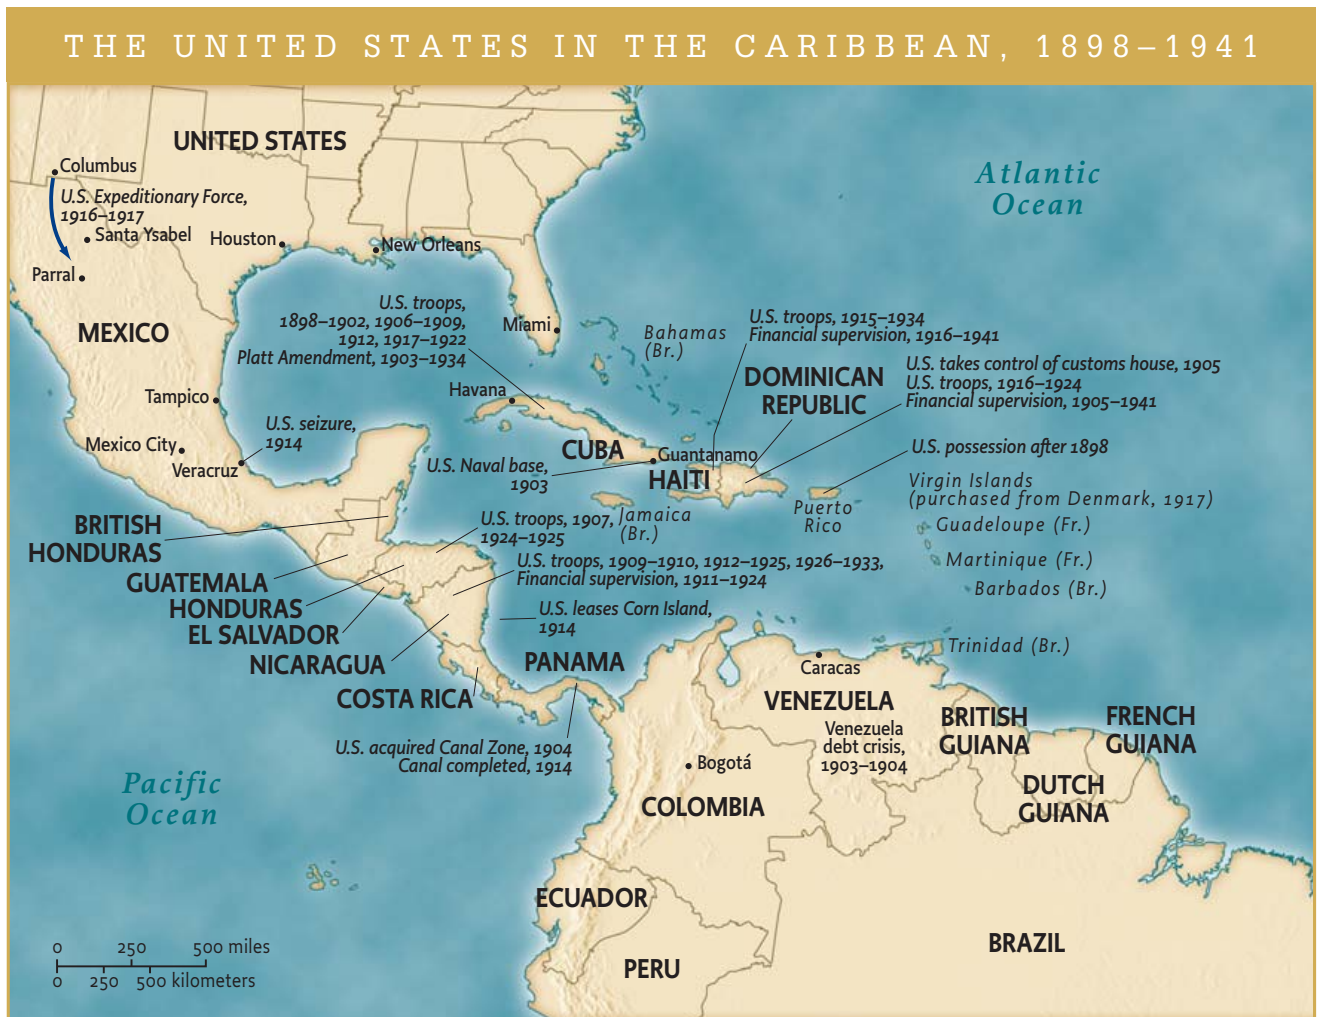 THE UNITED STATES IN THE CARIBBEAN, 1898–1941
UNITED STATES
Columbus
U.S. Expeditionary Force,
1916–1917
Santa Ysabel
Houston
New Orleans
Parral
MEXICO
Atlantic
Ocean
U.S. troops,
1898–1902, 1906–1909,
1912, 1917–1922
Platt Amendment, 1903–1934
Miami
Bahamas
(Br.)
U.S. troops, 1915–1934
Financial supervision, 1916–1941
U.S. takes control of customs house, 1905
U.S. troops, 1916–1924
Financial supervision, 1905–1941
DOMINICAN
REPUBLIC
Havana
Tampico
U.S. seizure,
1914
Mexico City
Veracruz
CUBA
Guantanamo
U.S. Naval base,
1903
HAITI
U.S. possession after 1898
Virgin Islands
(purchased from Denmark, 1917)
Puerto
Rico
Guadeloupe (Fr.)
Martinique (Fr.)
Barbados (Br.)
Jamaica
(Br.)
BRITISH
HONDURAS
U.S. troops, 1907,
1924–1925
GUATEMALA
U.S. troops, 1909–1910, 1912–1925, 1926–1933,
Financial supervision, 1911–1924
HONDURAS
U.S. leases Corn Island,
1914
EL SALVADOR
NICARAGUA
PANAMA
COSTA RICA
Trinidad (Br.)
Caracas
VENEZUELA
Venezuela
debt crisis,
1903–1904
BRITISH
GUIANA
FRENCH
GUIANA
DUTCH
GUIANA
U.S. acquired Canal Zone, 1904
Canal completed, 1914
Bogotá
COLOMBIA
Pacific
Ocean
ECUADOR
PERU
BRAZIL
0 250 500 miles
0 250 500 kilometers